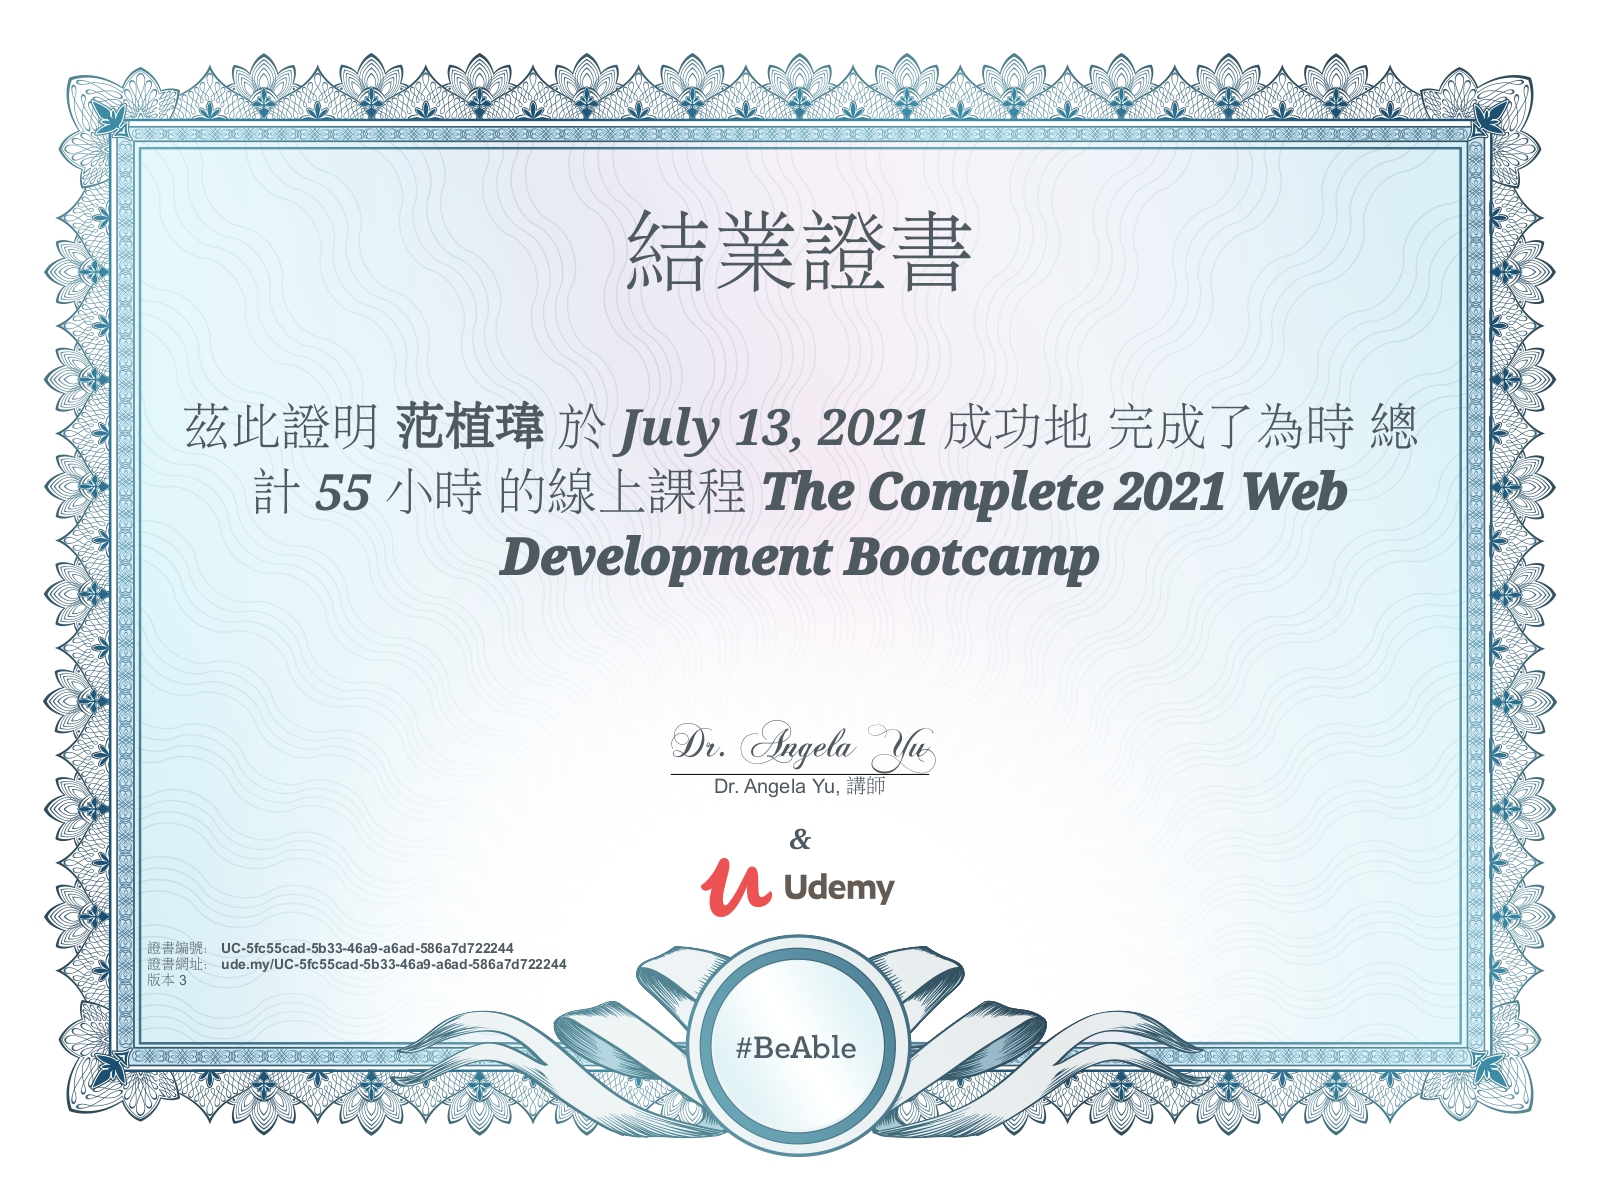 結業證書
茲此證明 范植瑋 於 July 13, 2021 成功地 完成了為時 總
計 55 小時 的線上課程 The Complete 2021 Web
Development Bootcamp
Dr. Angela Yu
Dr. Angela Yu, 講師
&
Udemy
證書編號: UC-5fc55cad-5b33-46a9-a6ad-586a7d722244
證書網址: ude.my/UC-5fc55cad-5b33-46a9-a6ad-586a7d722244
版本 3
#BeAble